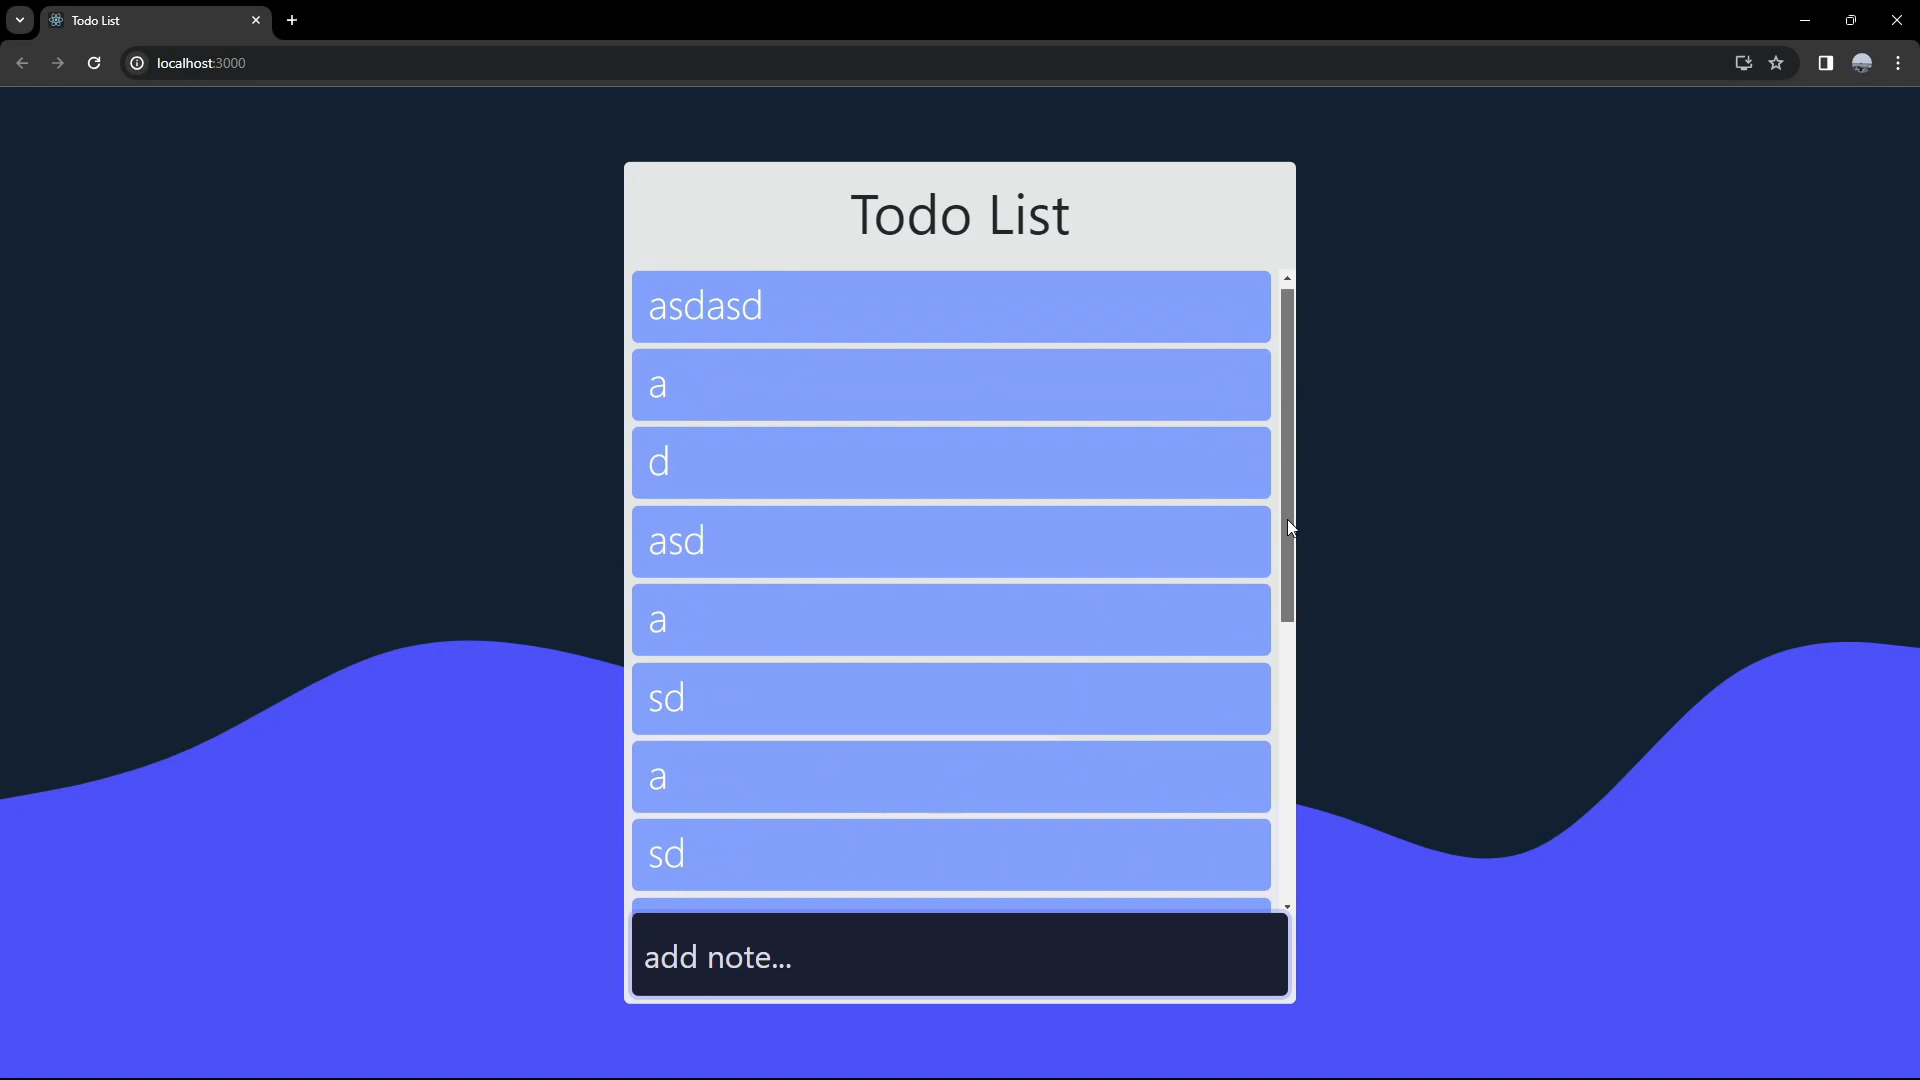 Todo List
localhost:3000
Todo List
asdasd
a
d
asd
a
sd
a
sd
add note...